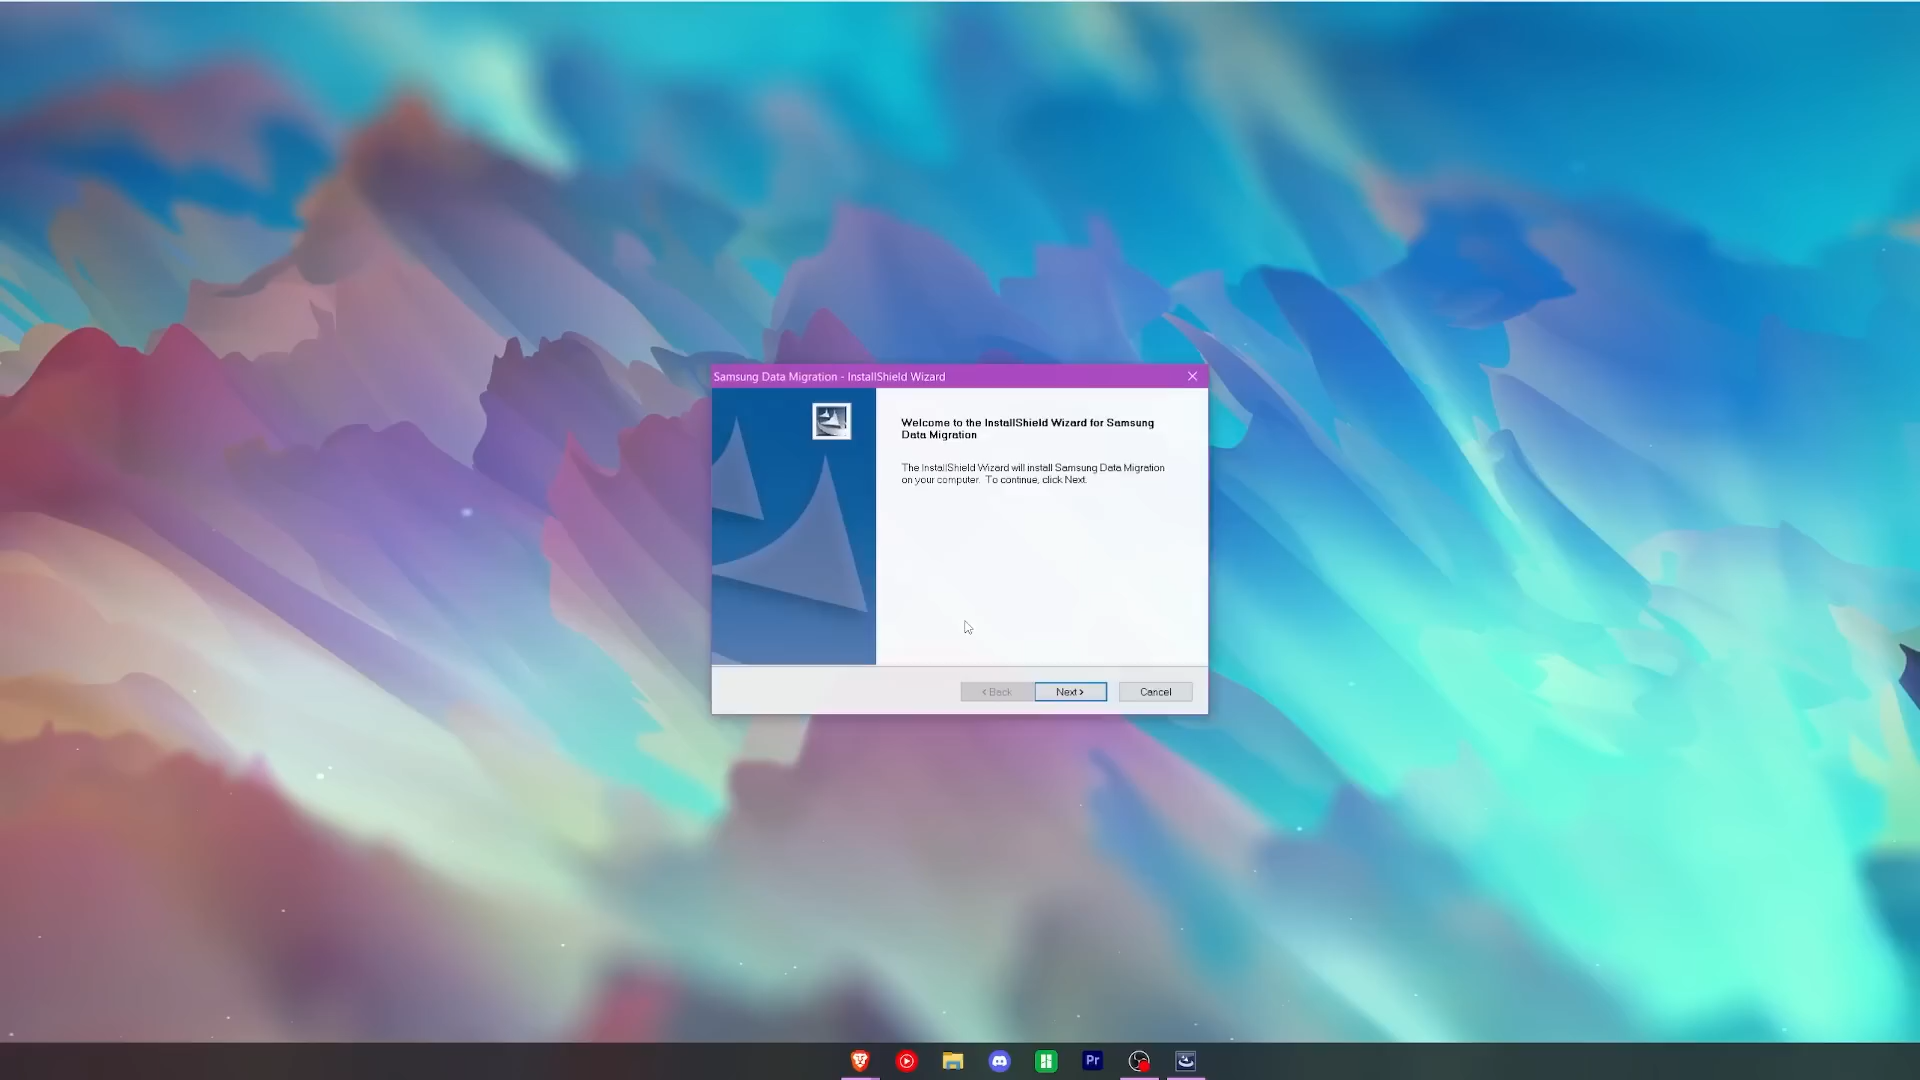 Samsung Data Migration - InstallShield Wizard
Welcome to the InstallShield Wizard for Samsung
Data Migration
The InstallShield Wizard will install Samsung Data Migration
on your computer. To continue, click Next.
< Back
Next >
Cancel
Pr